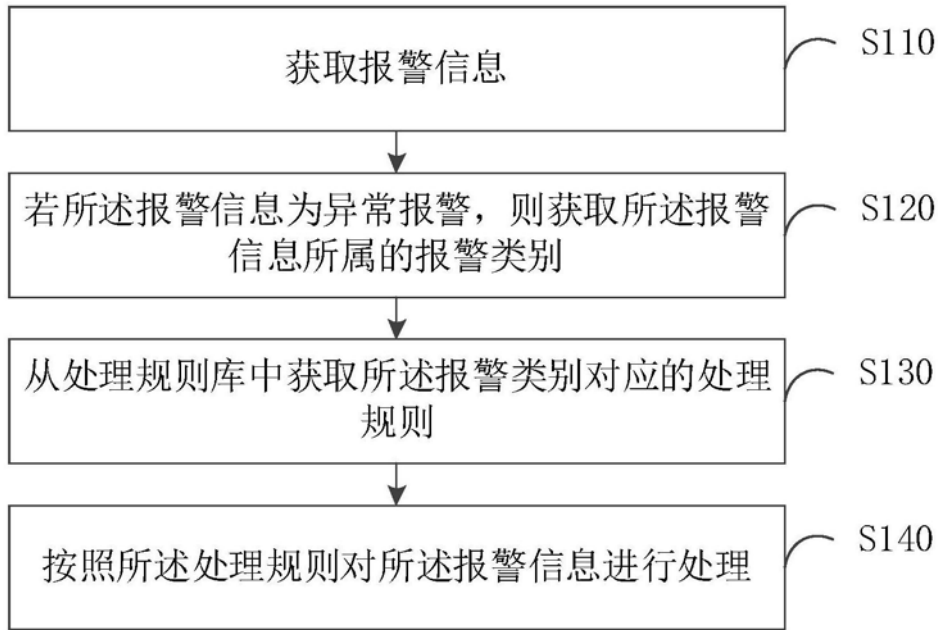 获取报警信息
S110
若所述报警信息为异常报警，则获取所述报警
信息所属的报警类别
S120
从处理规则库中获取所述报警类别对应的处理
规则
S130
按照所述处理规则对所述报警信息进行处理
S140